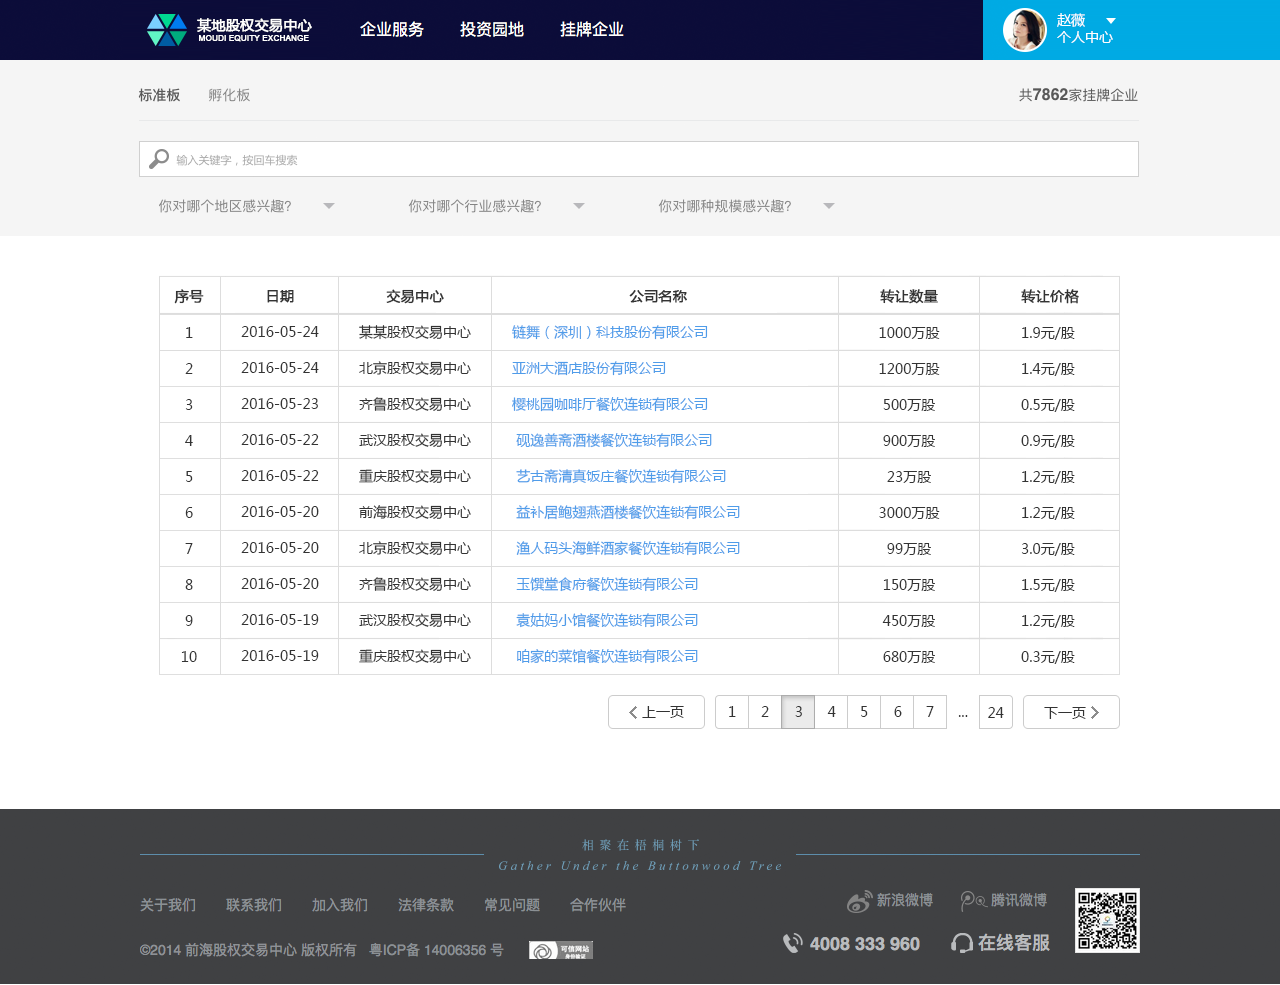 某地股权交易中心
MOUDI EQUITY EXCHANGE
企业服务 投资园地 挂牌企业
赵薇
个人中心
标准板 孵化板 共7862家挂牌企业
输入关键字，按回车搜索
你对哪个地区感兴趣? 你对哪个行业感兴趣? 你对哪种规模感兴趣?
序号 日期 交易中心 公司名称 转让数量 转让价格
1 2016-05-24 某某股权交易中心 链舞（深圳）科技股份有限公司 1000万股 1.9元/股
2 2016-05-24 北京股权交易中心 亚洲大酒店股份有限公司 1200万股 1.4元/股
3 2016-05-23 齐鲁股权交易中心 樱桃园咖啡厅餐饮连锁有限公司 500万股 0.5元/股
4 2016-05-22 武汉股权交易中心 砚逸善斋酒楼餐饮连锁有限公司 900万股 0.9元/股
5 2016-05-22 重庆股权交易中心 艺古斋清真饭庄餐饮连锁有限公司 23万股 1.2元/股
6 2016-05-20 前海股权交易中心 益补居鲍翅燕酒楼餐饮连锁有限公司 3000万股 1.2元/股
7 2016-05-20 北京股权交易中心 渔人码头海鲜酒家餐饮连锁有限公司 99万股 3.0元/股
8 2016-05-20 齐鲁股权交易中心 玉馔堂食府餐饮连锁有限公司 150万股 1.5元/股
9 2016-05-19 武汉股权交易中心 袁姑妈小馆餐饮连锁有限公司 450万股 1.2元/股
10 2016-05-19 重庆股权交易中心 咱家的菜馆餐饮连锁有限公司 680万股 0.3元/股
上一页 1 2 3 4 5 6 7 ... 24 下一页
相聚在梧桐树下
Gather Under the Buttonwood Tree
关于我们 联系我们 加入我们 法律条款 常见问题 合作伙伴 新浪微博 腾讯微博
©2014 前海股权交易中心 版权所有 粤ICP备 14006356 号 可信网站 4008 333 960 在线客服
身份验证